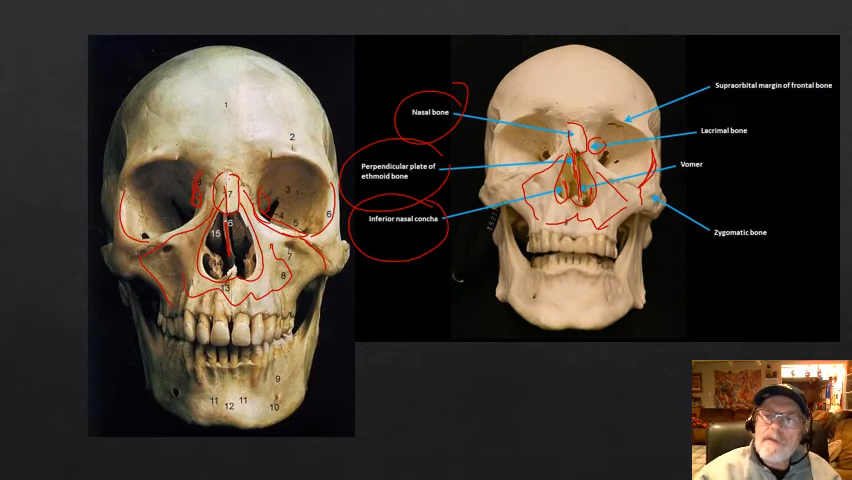 1
2
3
1
7
4
5
6
16
15
7
14
8
13
9
11
11
12
10
Nasal bone
Perpendicular plate of
ethmoid bone
Inferior nasal concha
Supraorbital margin of frontal bone
Lacrimal bone
Vomer
Zygomatic bone